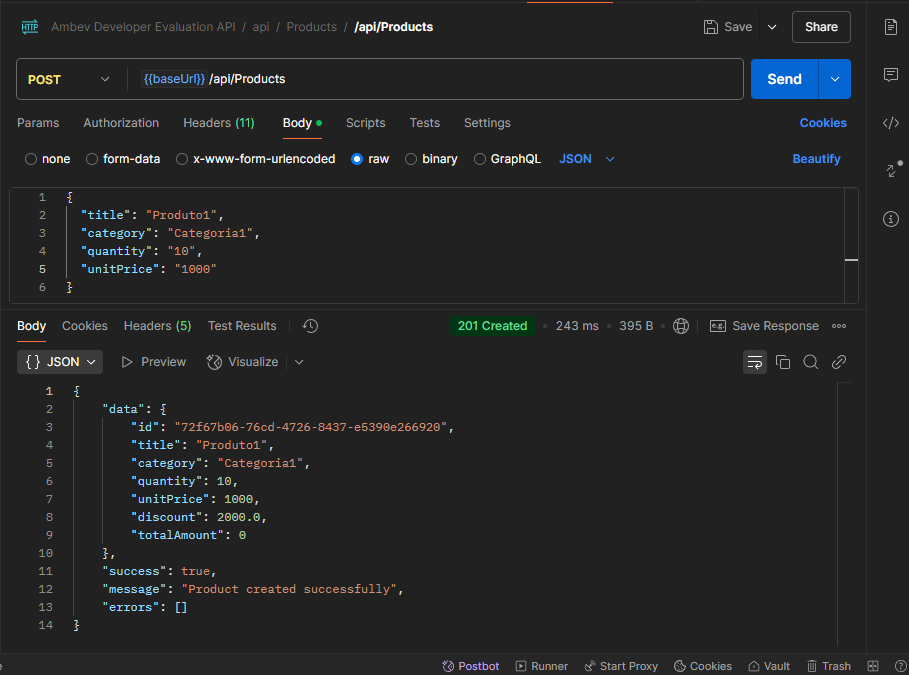 HTTP Ambev Developer Evaluation API / api / Products / /api/Products Save Share
POST {{baseUrl}} /api/Products Send
Params Authorization Headers (11) Body Scripts Tests Settings Cookies
none form-data x-www-form-urlencoded raw binary GraphQL JSON Beautify
1 {
2 "title": "Produto1",
3 "category": "Categoria1",
4 "quantity": "10",
5 "unitPrice": "1000"
6 }
Body Cookies Headers (5) Test Results 201 Created 243 ms 395 B e.g. Save Response
{} JSON Preview Visualize
1 {
2 "data": {
3 "id": "72f67b06-76cd-4726-8437-e5390e266920",
4 "title": "Produto1",
5 "category": "Categoria1",
6 "quantity": 10,
7 "unitPrice": 1000,
8 "discount": 2000.0,
9 "totalAmount": 0
10 },
11 "success": true,
12 "message": "Product created successfully",
13 "errors": []
14 }
Postbot Runner Start Proxy Cookies Vault Trash